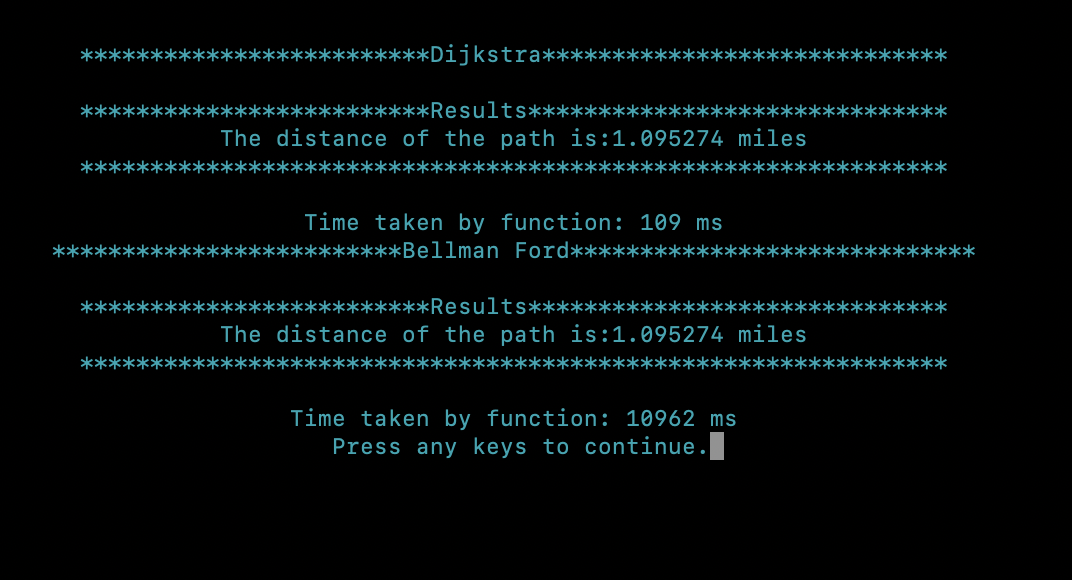 *************************Dijkstra*****************************
*************************Results******************************
The distance of the path is:1.095274 miles
**************************************************************
Time taken by function: 109 ms
*************************Bellman Ford*****************************
*************************Results******************************
The distance of the path is:1.095274 miles
**************************************************************
Time taken by function: 10962 ms
Press any keys to continue.